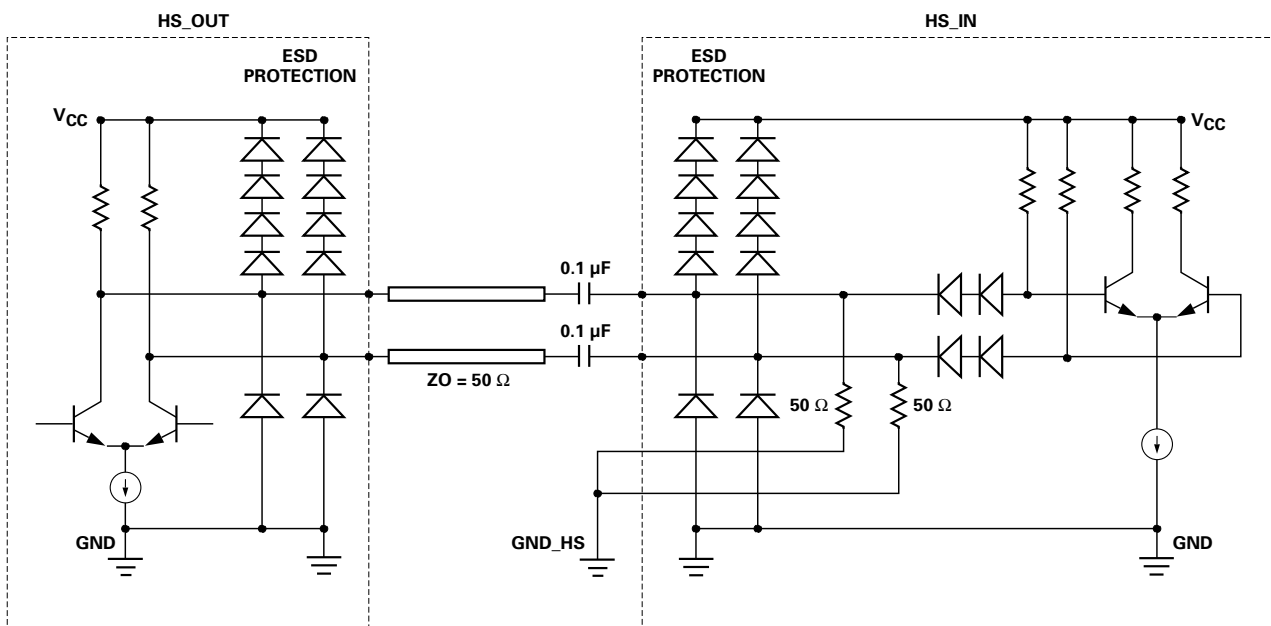 HS_OUT
HS_IN
ESD
PROTECTION
ESD
PROTECTION
VCC
VCC
0.1 µF
0.1 µF
ZO = 50 Ω
50 Ω
50 Ω
GND
GND_HS
GND